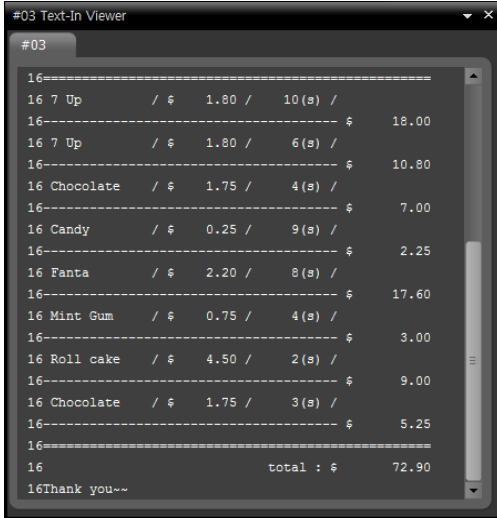 #03 Text-In Viewer
#03
16==================================================
16 7 Up / $ 1.80 / 10(s) /
16-------------------------------------- $ 18.00
16 7 Up / $ 1.80 / 6(s) /
16-------------------------------------- $ 10.80
16 Chocolate / $ 1.75 / 4(s) /
16-------------------------------------- $ 7.00
16 Candy / $ 0.25 / 9(s) /
16-------------------------------------- $ 2.25
16 Fanta / $ 2.20 / 8(s) /
16-------------------------------------- $ 17.60
16 Mint Gum / $ 0.75 / 4(s) /
16-------------------------------------- $ 3.00
16 Roll cake / $ 4.50 / 2(s) /
16-------------------------------------- $ 9.00
16 Chocolate / $ 1.75 / 3(s) /
16-------------------------------------- $ 5.25
16==================================================
16 total : $ 72.90
16Thank you~~